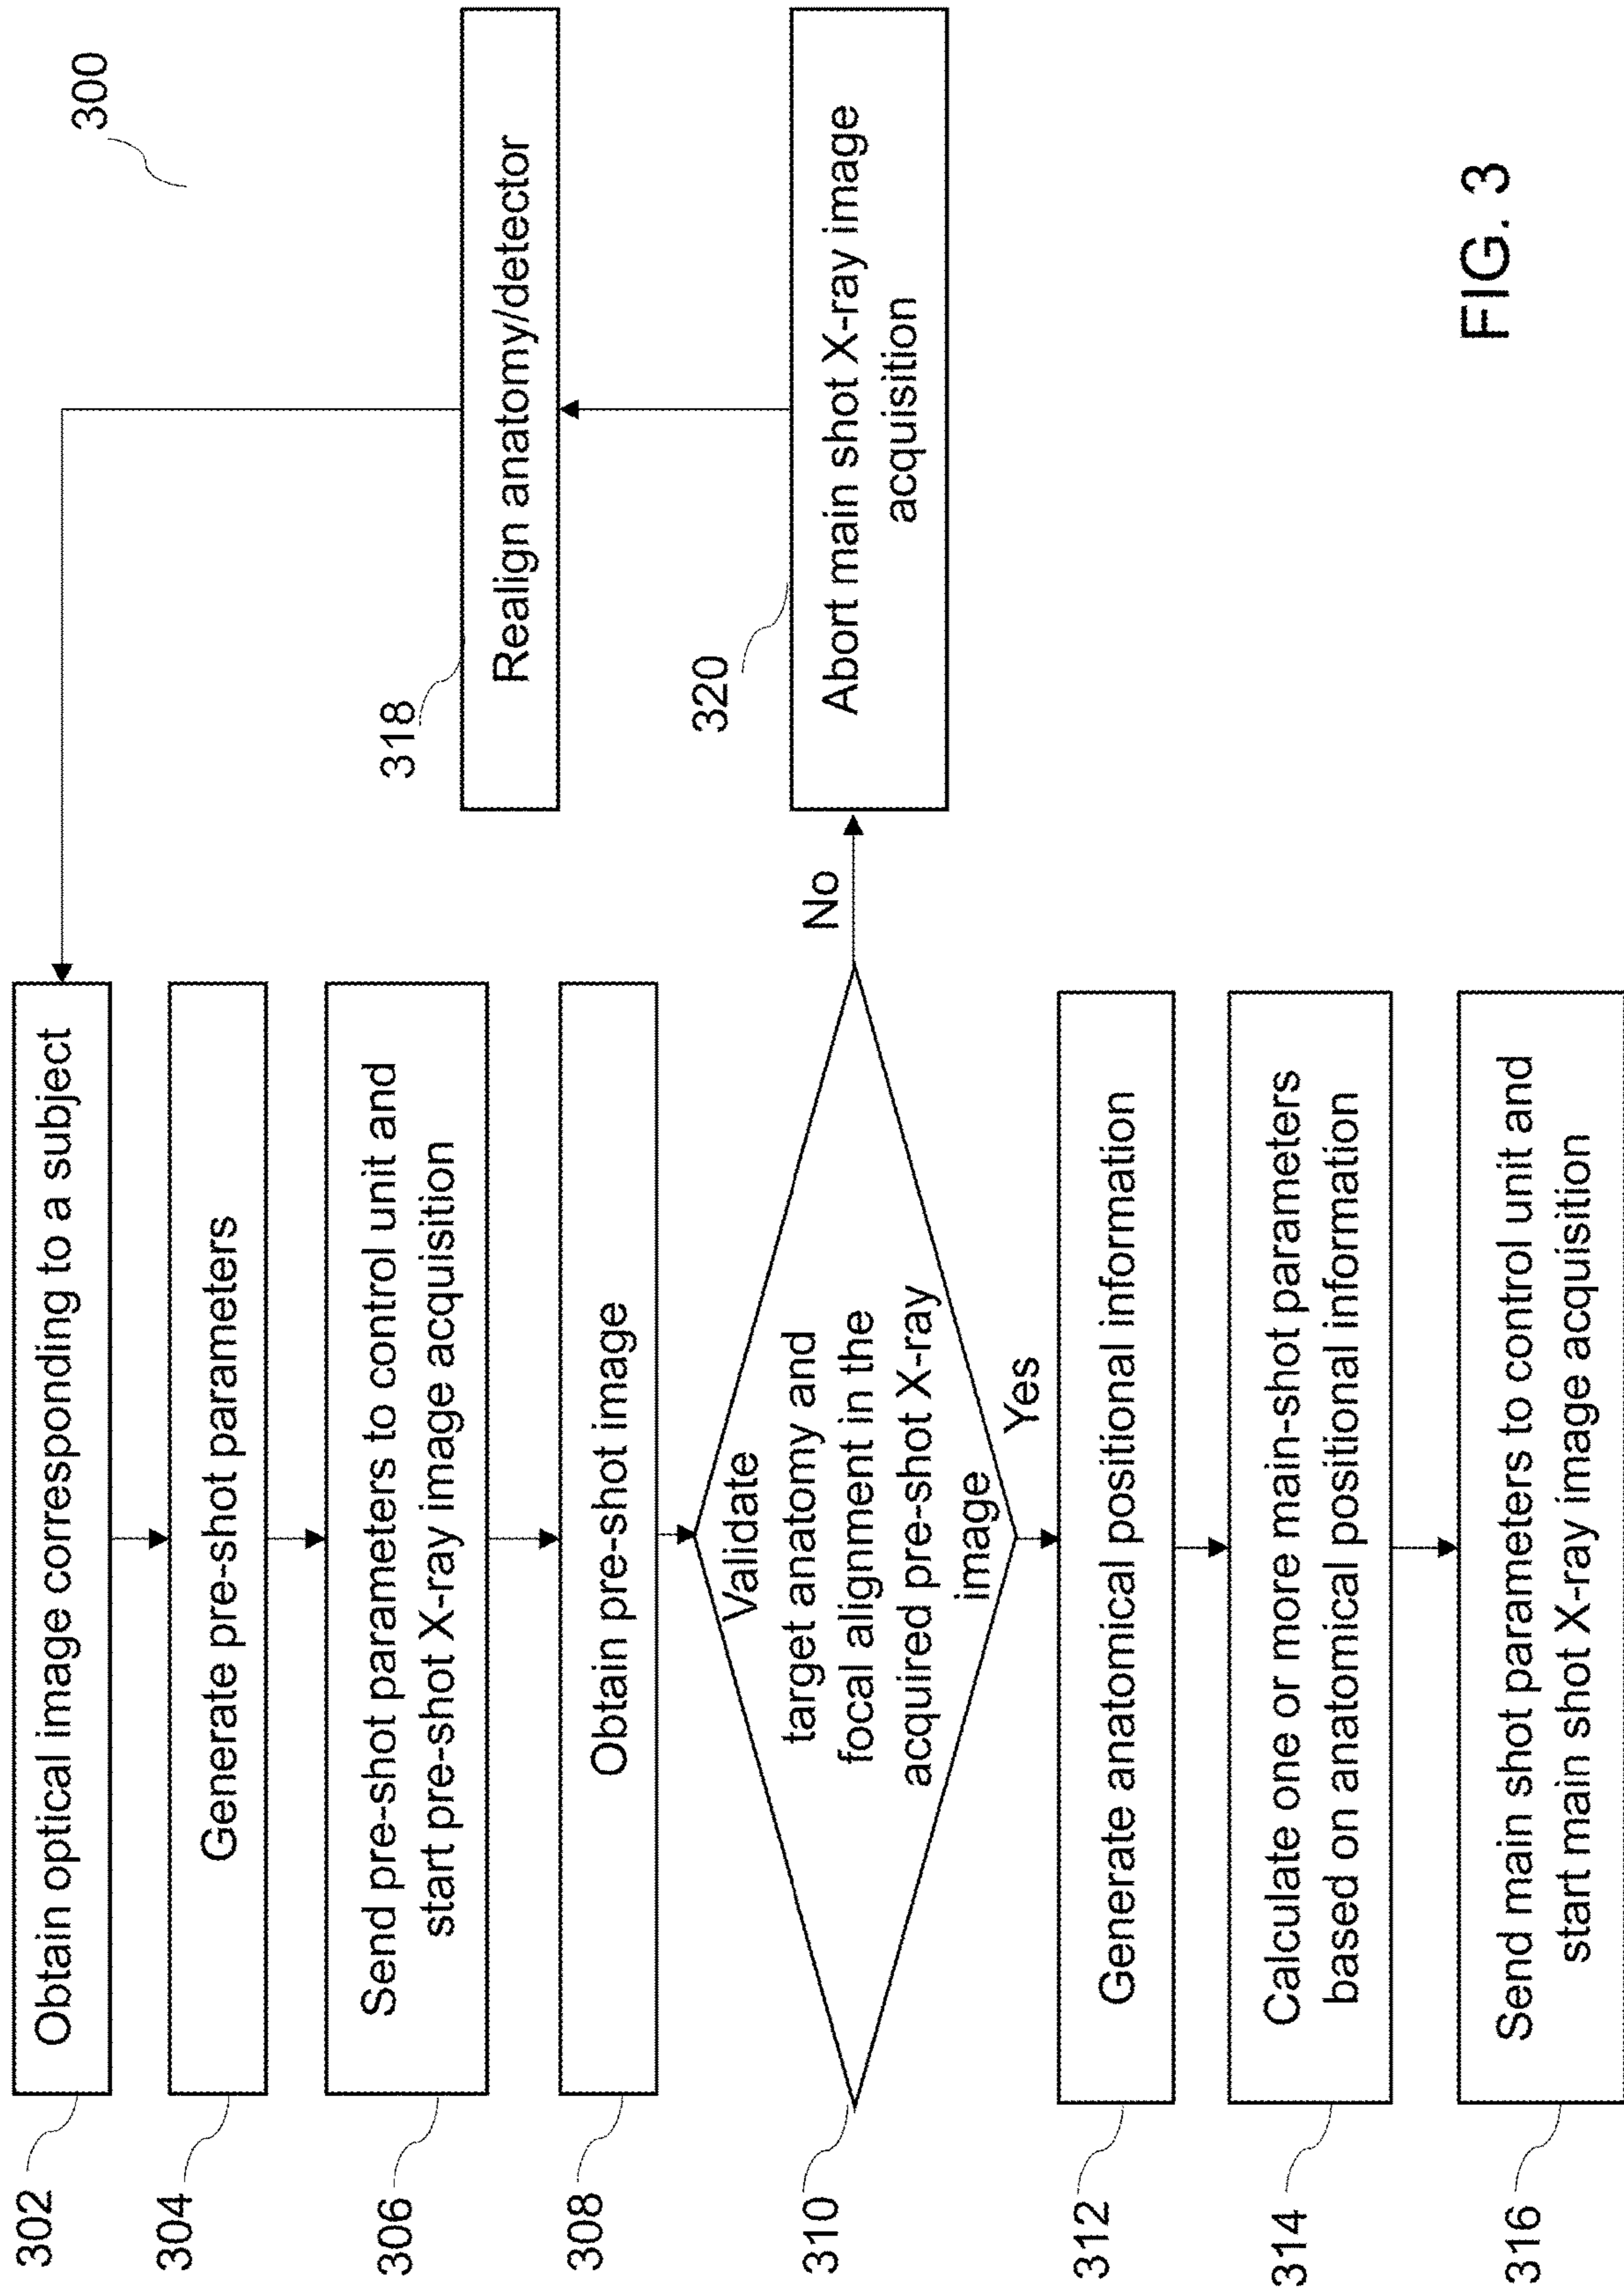 300
302
Obtain optical image corresponding to a subject
304
Generate pre-shot parameters
306
Send pre-shot parameters to control unit and
start pre-shot X-ray image acquisition
308
Obtain pre-shot image
310
Validate
target anatomy and
focal alignment in the
acquired pre-shot X-ray
image
No
Yes
312
Generate anatomical positional information
314
Calculate one or more main-shot parameters
based on anatomical positional information
316
Send main shot parameters to control unit and
start main shot X-ray image acquisition
318
Realign anatomy/detector
320
Abort main shot X-ray image
acquisition
FIG. 3